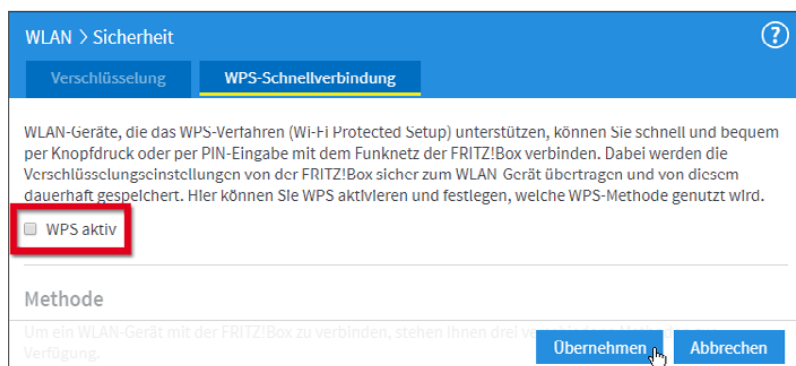 WLAN > Sicherheit
?
Verschlüsselung
WPS-Schnellverbindung
WLAN-Geräte, die das WPS-Verfahren (Wi-Fi Protected Setup) unterstützen, können Sie schnell und bequem
per Knopfdruck oder per PIN-Eingabe mit dem Funknetz der FRITZ!Box verbinden. Dabei werden die
Verschlüsselungseinstellungen von der FRITZ!Box sicher zum WLAN-Gerät übertragen und von diesem
dauerhaft gespeichert. Hier können Sie WPS aktivieren und festlegen, welche WPS-Methode genutzt wird.
WPS aktiv
Methode
Um ein WLAN-Gerät mit der FRITZ!Box zu verbinden, stehen Ihnen drei
Verfügung.
Übernehmen
Abbrechen